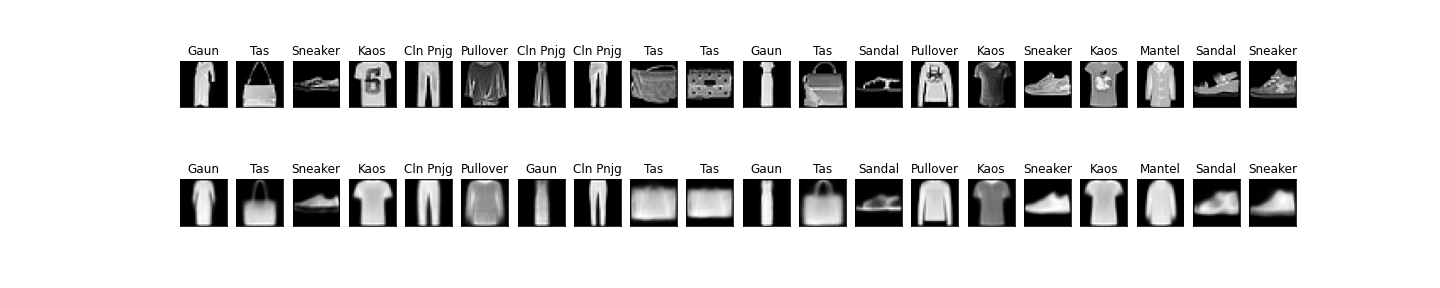 Gaun Tas Sneaker Kaos Cln Pnjg Pullover Cln Pnjg Cln Pnjg Tas Tas Gaun Tas Sandal Pullover Kaos Sneaker Kaos Mantel Sandal Sneaker
Gaun Tas Sneaker Kaos Cln Pnjg Pullover Gaun Cln Pnjg Tas Tas Gaun Tas Sandal Pullover Kaos Sneaker Kaos Mantel Sandal Sneaker